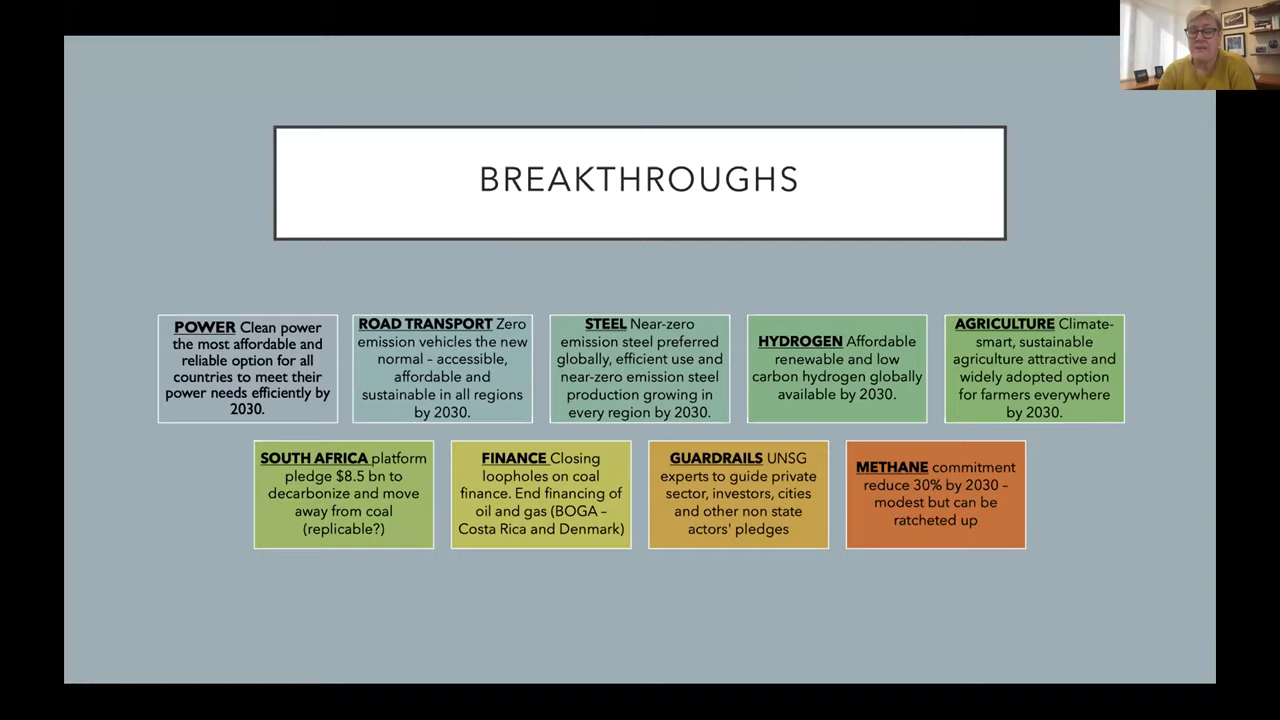 BREAKTHROUGHS
POWER Clean power
the most affordable and
reliable option for all
countries to meet their
power needs efficiently by
2030.
ROAD TRANSPORT Zero
emission vehicles the new
normal – accessible,
affordable and
sustainable in all regions
by 2030.
STEEL Near-zero
emission steel preferred
globally, efficient use and
near-zero emission steel
production growing in
every region by 2030.
HYDROGEN Affordable
renewable and low
carbon hydrogen globally
available by 2030.
AGRICULTURE Climate-
smart, sustainable
agriculture attractive and
widely adopted option
for farmers everywhere
by 2030.
SOUTH AFRICA platform
pledge $8.5 bn to
decarbonize and move
away from coal
(replicable?)
FINANCE Closing
loopholes on coal
finance. End financing of
oil and gas (BOGA –
Costa Rica and Denmark)
GUARDRAILS UNSG
experts to guide private
sector, investors, cities
and other non state
actors' pledges
METHANE commitment
reduce 30% by 2030 –
modest but can be
ratcheted up